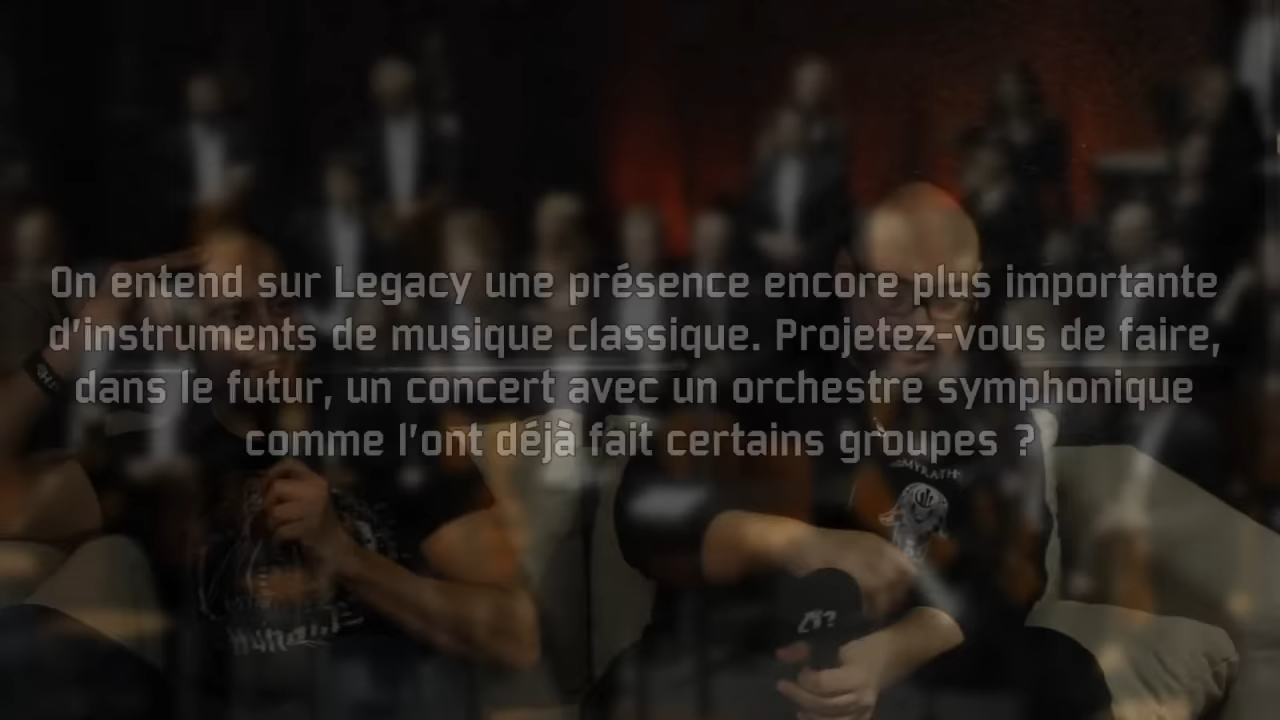 On entend sur Legacy une présence encore plus importante
d'instruments de musique classique. Projetez-vous de faire,
dans le futur, un concert avec un orchestre symphonique
comme l'ont déjà fait certains groupes ?
MYRATH